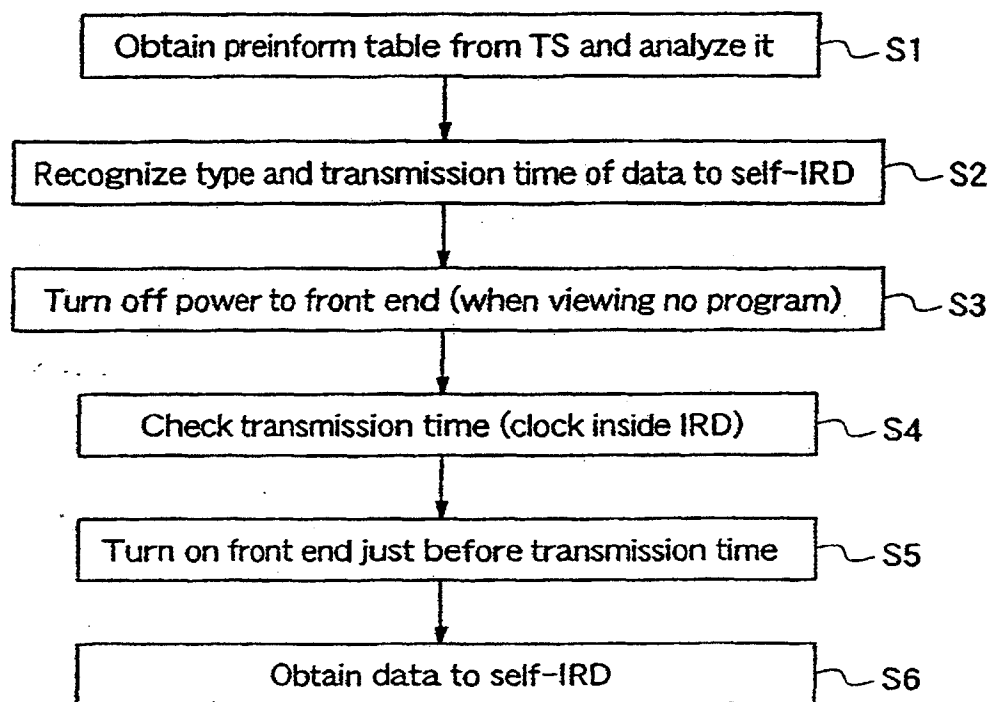 Obtain preinform table from TS and analyze it S1
Recognize type and transmission time of data to self-IRD S2
Turn off power to front end (when viewing no program) S3
Check transmission time (clock inside IRD) S4
Turn on front end just before transmission time S5
Obtain data to self-IRD S6